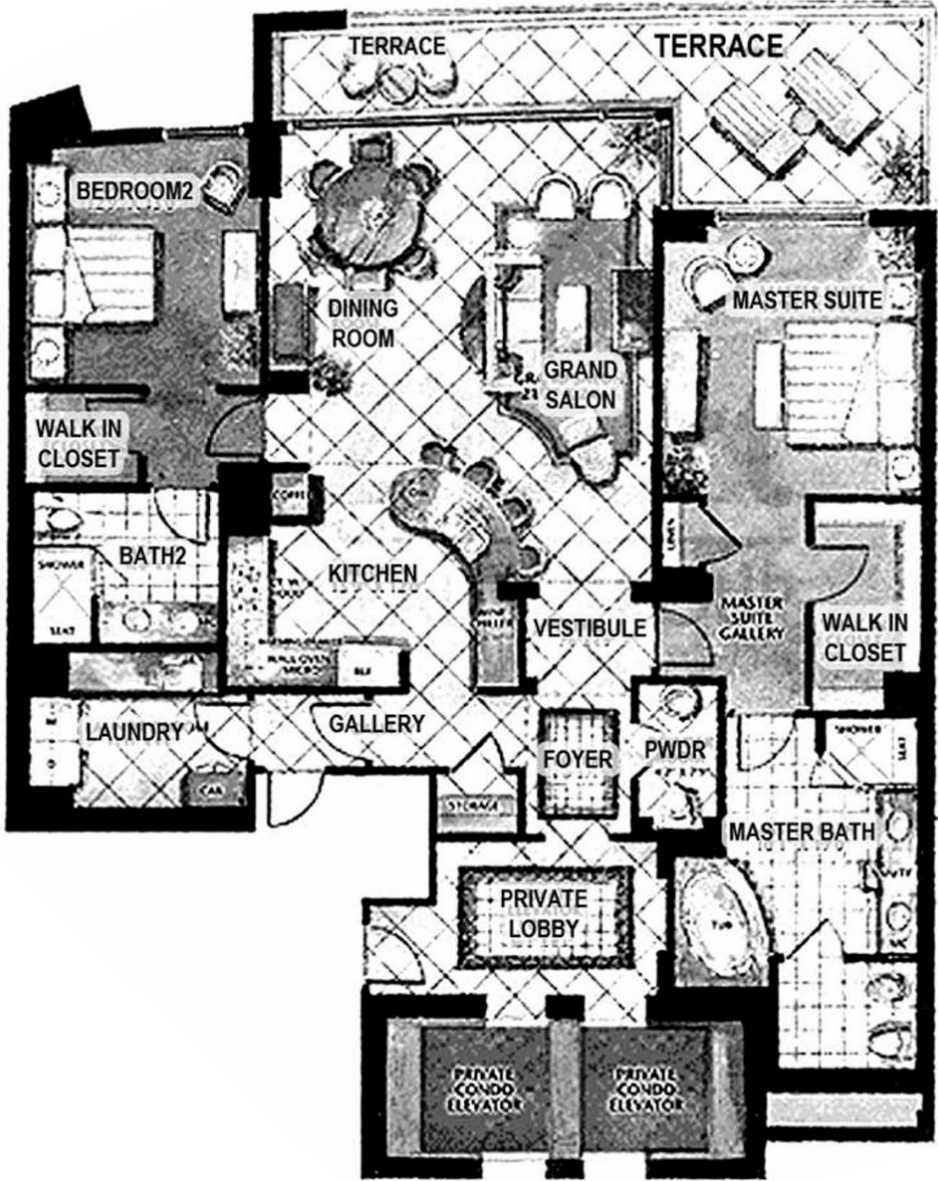 TERRACE
TERRACE
BEDROOM2
MASTER SUITE
DINING
ROOM
GRAND
SALON
WALK IN
CLOSET
BATH2
SHOWER
SEAT
KITCHEN
LINEN
VESTIBULE
MASTER
SUITE
GALLERY
WALK IN
CLOSET
LAUNDRY
GALLERY
FOYER
PWDR
SHOWER
SEAT
STORAGE
MASTER BATH
TUB
PRIVATE
LOBBY
PRIVATE
CONDO
ELEVATOR
PRIVATE
CONDO
ELEVATOR